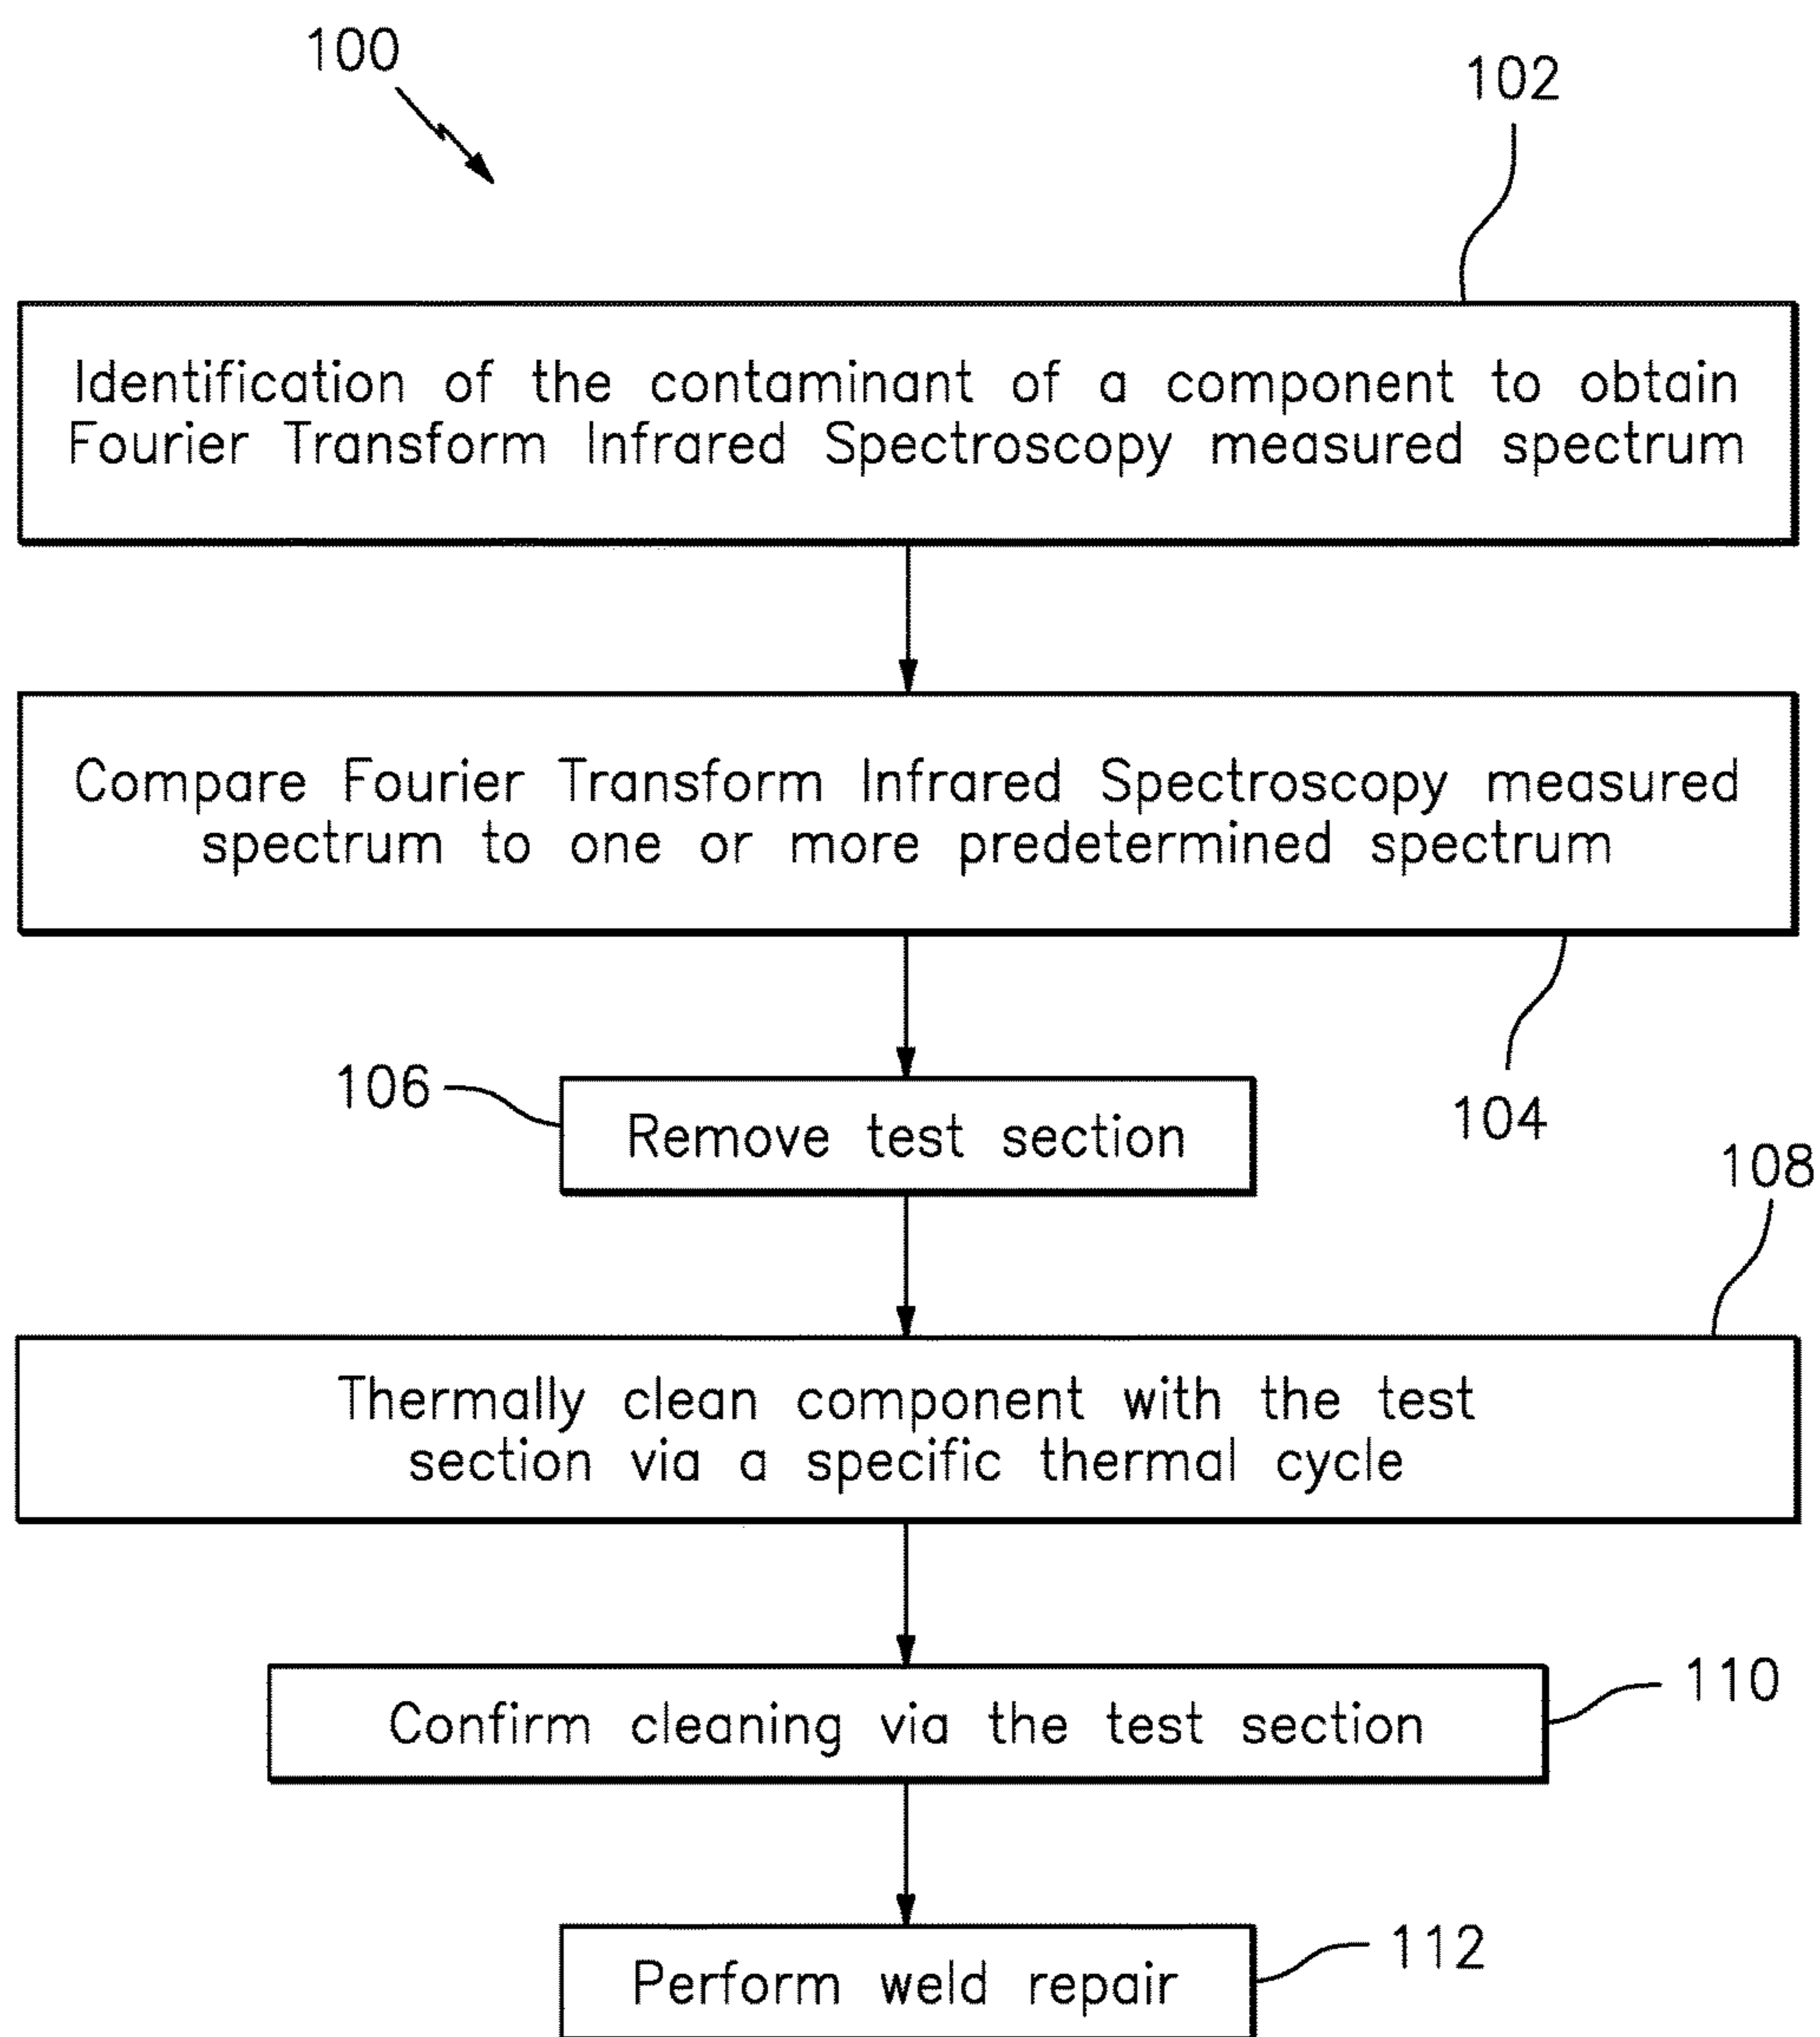 100
102
Identification of the contaminant of a component to obtain
Fourier Transform Infrared Spectroscopy measured spectrum
Compare Fourier Transform Infrared Spectroscopy measured
spectrum to one or more predetermined spectrum
104
106
Remove test section
108
Thermally clean component with the test
section via a specific thermal cycle
Confirm cleaning via the test section
110
Perform weld repair
112